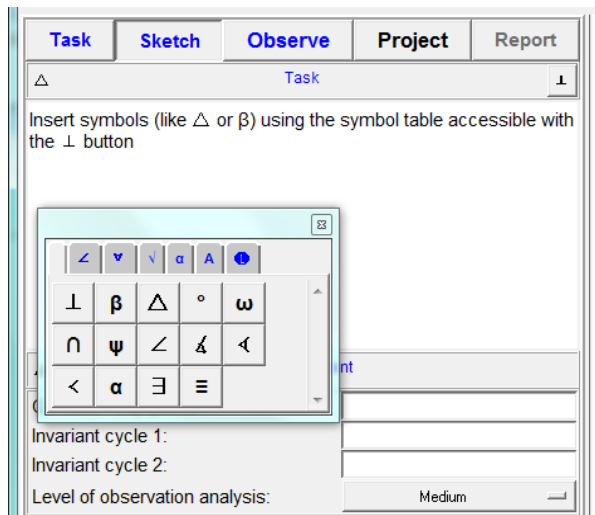 Task Sketch Observe Project Report
△ Task ⊥
Insert symbols (like △ or β) using the symbol table accessible with
the ⊥ button
∠ ∀ √ α A L
⊥ β △ ° ω
∩ ψ ∠ ∡ ∢
< α ∃ ≡
nt
Invariant cycle 1:
Invariant cycle 2:
Level of observation analysis: Medium